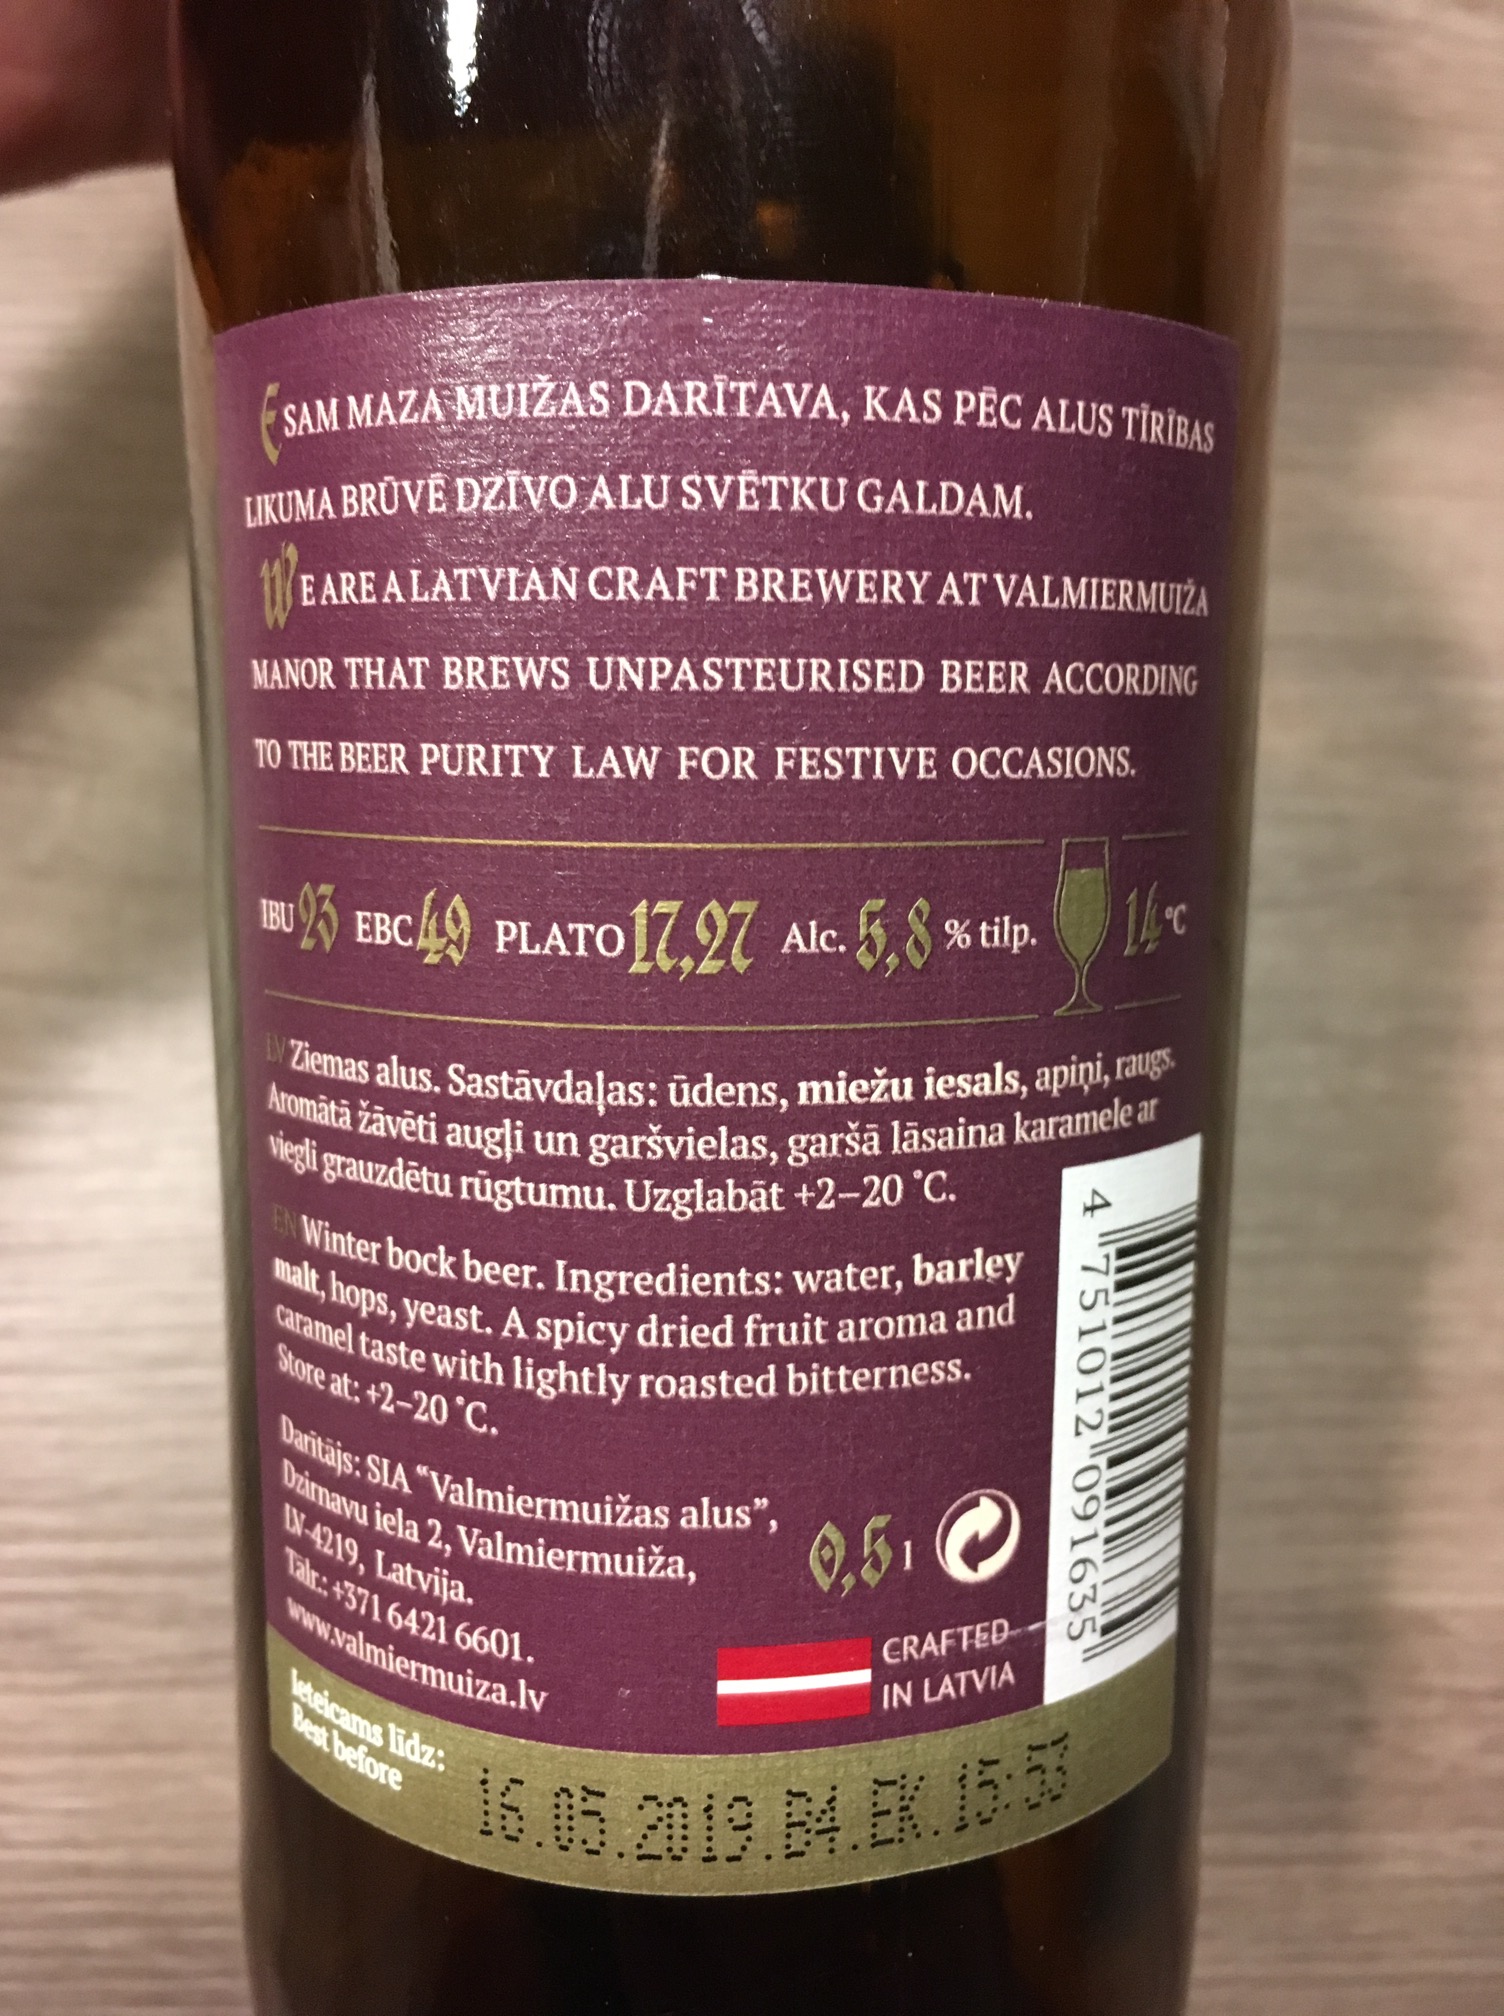 ESAM MAZA MUIŽAS DARĪTAVA, KAS PĒC ALUS TĪRĪBAS
LIKUMA BRŪVĒ DZĪVO ALU SVĒTKU GALDAM.
WE ARE A LATVIAN CRAFT BREWERY AT VALMIERMUIŽA
MANOR THAT BREWS UNPASTEURISED BEER ACCORDING
TO THE BEER PURITY LAW FOR FESTIVE OCCASIONS.
IBU 23 EBC 49 PLATO 17,27 Alc. 5,8 % tilp. 14 °C
LV Ziemas alus. Sastāvdaļas: ūdens, miežu iesals, apiņi, raugs.
Aromātā žāvēti augļi un garšvielas, garšā lāsaina karamele ar
viegli grauzdētu rūgtumu. Uzglabāt +2–20 °C.
EN Winter bock beer. Ingredients: water, barley
malt, hops, yeast. A spicy dried fruit aroma and
caramel taste with lightly roasted bitterness.
Store at: +2–20 °C.
Darītājs: SIA “Valmiermuižas alus”,
Dzirnavu iela 2, Valmiermuiža,
LV-4219, Latvija.
Tālr.: +371 6421 6601.
www.valmiermuiza.lv
0,5 l
CRAFTED
IN LATVIA
4 751012 091635
Ieteicams līdz:
Best before
16.05.2019.B4.EK.15:53